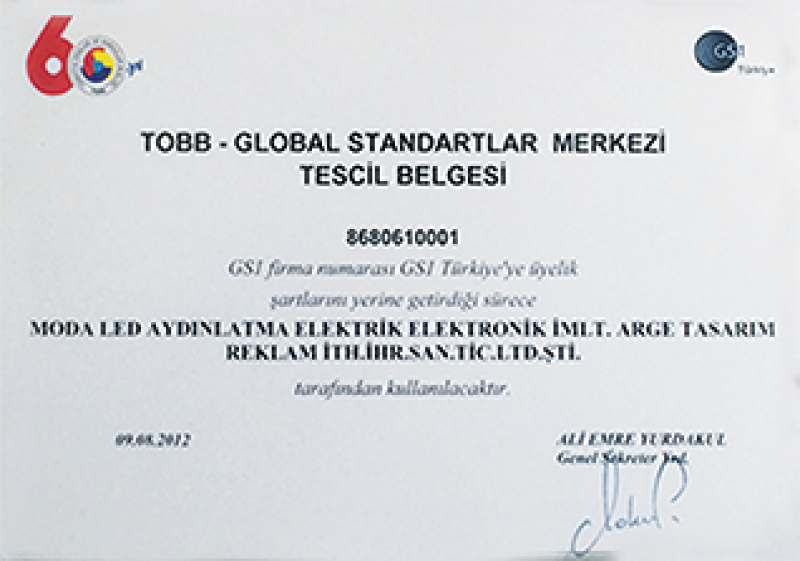 60.yıl
GS1
Türkiye
TOBB - GLOBAL STANDARTLAR MERKEZİ
TESCİL BELGESİ
8680610001
GS1 firma numarası GS1 Türkiye'ye üyelik
şartlarını yerine getirdiği sürece
MODA LED AYDINLATMA ELEKTRİK ELEKTRONİK İMLT. ARGE TASARIM
REKLAM İTH.İHR.SAN.TİC.LTD.ŞTİ.
tarafından kullanılacaktır.
09.08.2012
ALİ EMRE YURDAKUL
Genel Sekreter Yrd.